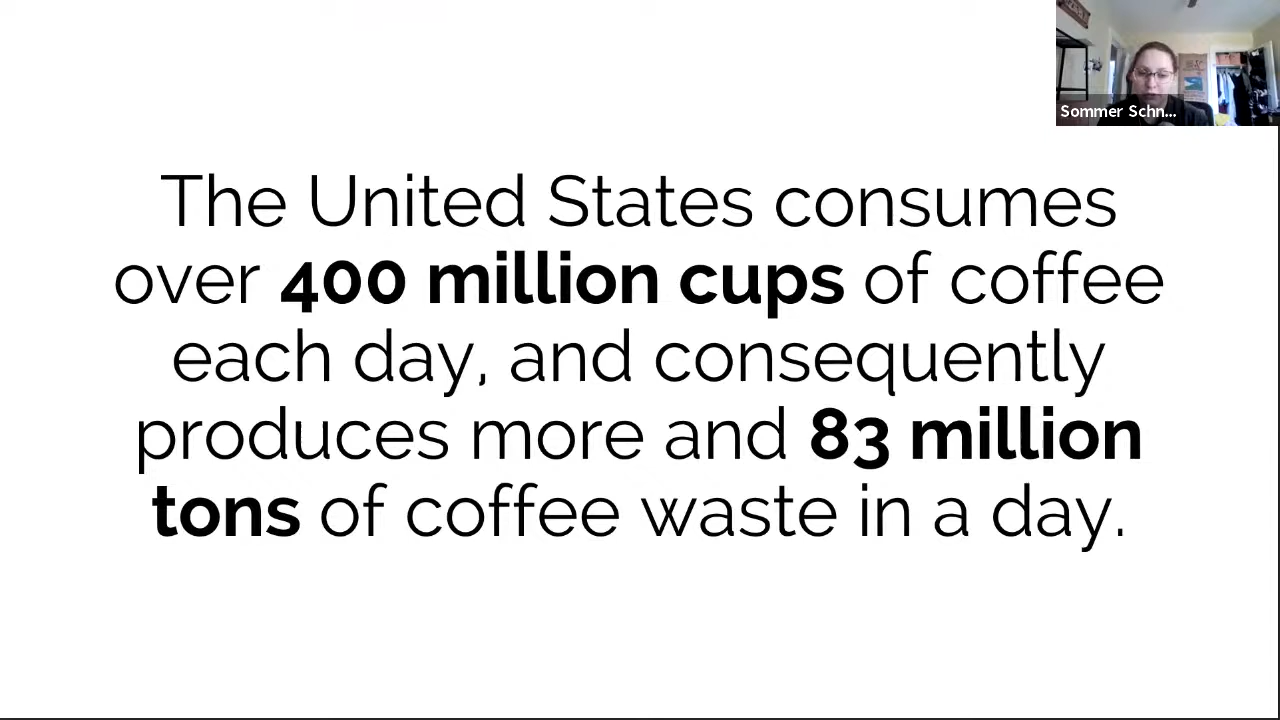 Sommer Schn...
The United States consumes
over 400 million cups of coffee
each day, and consequently
produces more and 83 million
tons of coffee waste in a day.